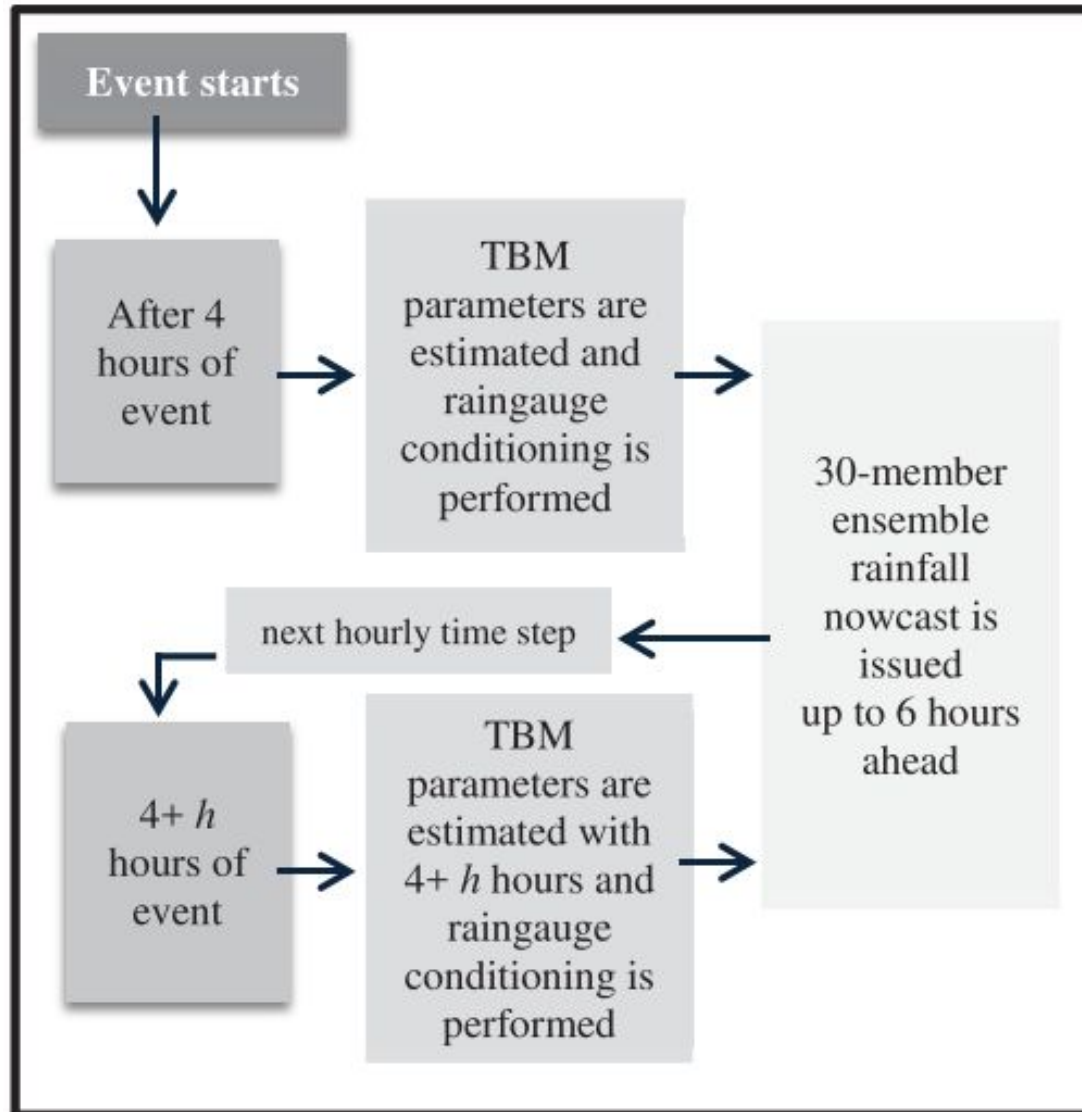 Event starts
After 4
hours of
event
TBM
parameters are
estimated and
raingauge
conditioning is
performed
30-member
ensemble
rainfall
nowcast is
issued
up to 6 hours
ahead
next hourly time step
4+ h
hours of
event
TBM
parameters are
estimated with
4+ h hours and
raingauge
conditioning is
performed